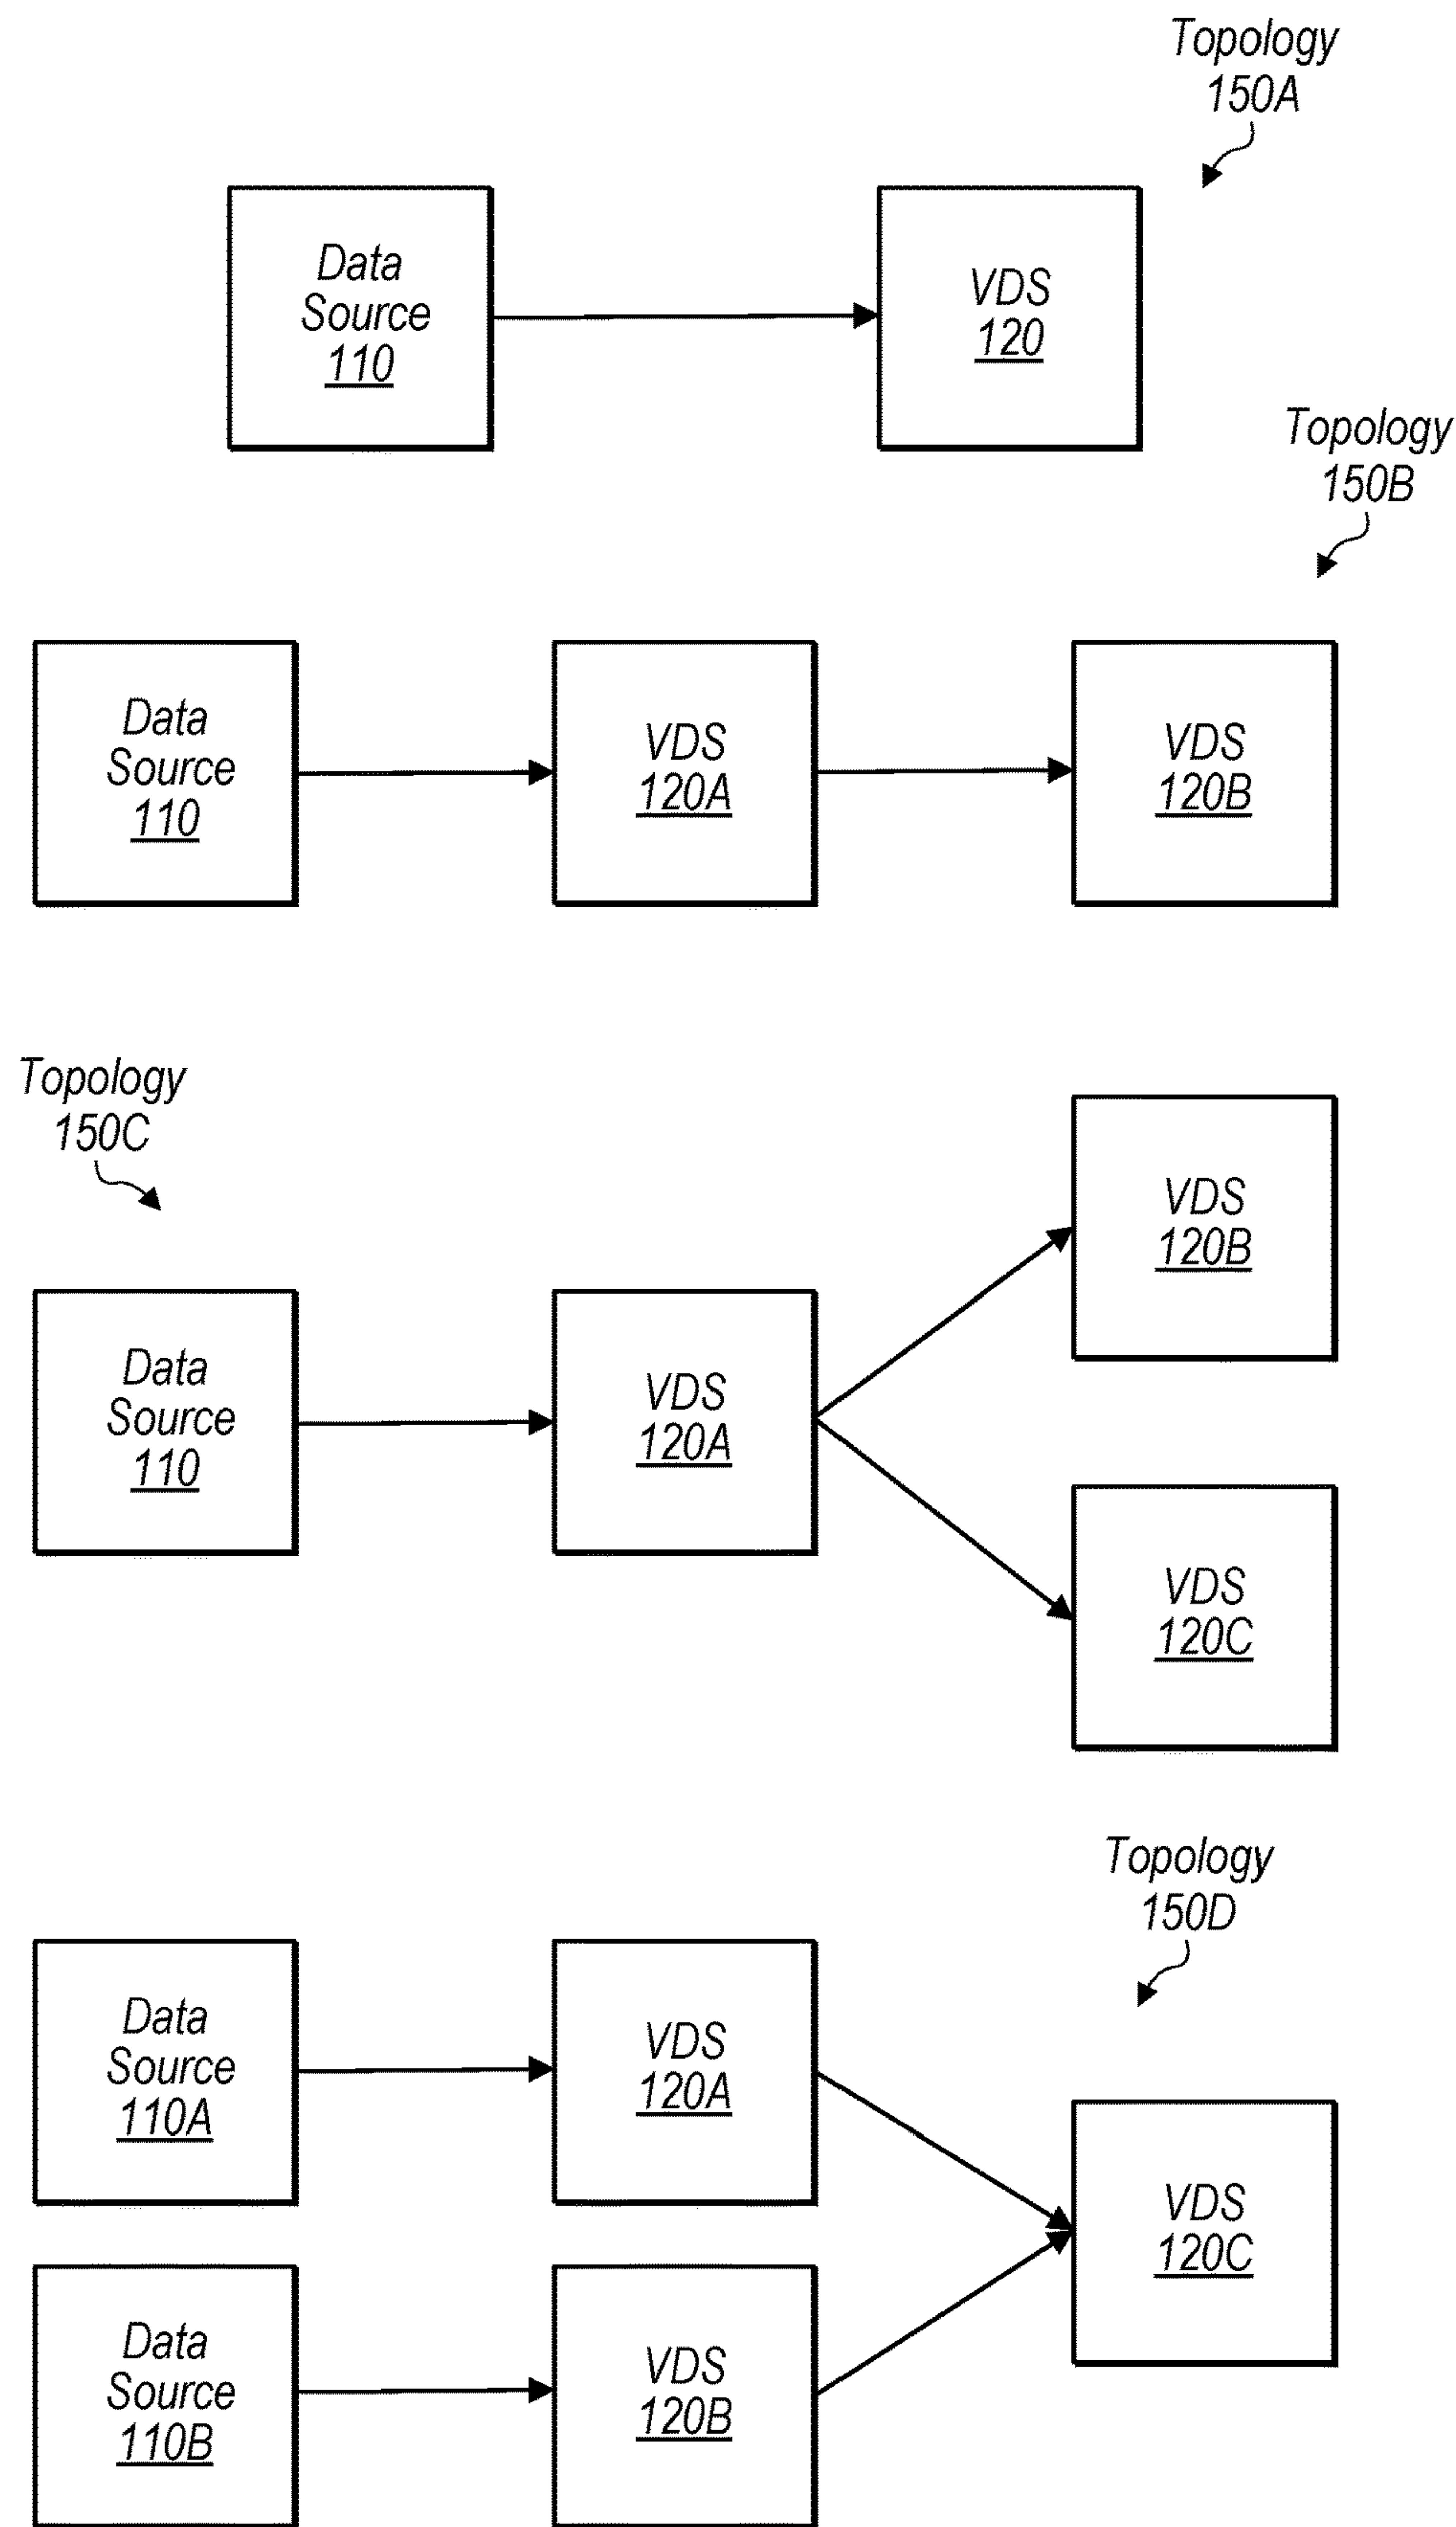 Topology
150A
Data
Source
110
VDS
120
Topology
150B
Data
Source
110
VDS
120A
VDS
120B
Topology
150C
Data
Source
110
VDS
120A
VDS
120B
VDS
120C
Topology
150D
Data
Source
110A
VDS
120A
Data
Source
110B
VDS
120B
VDS
120C